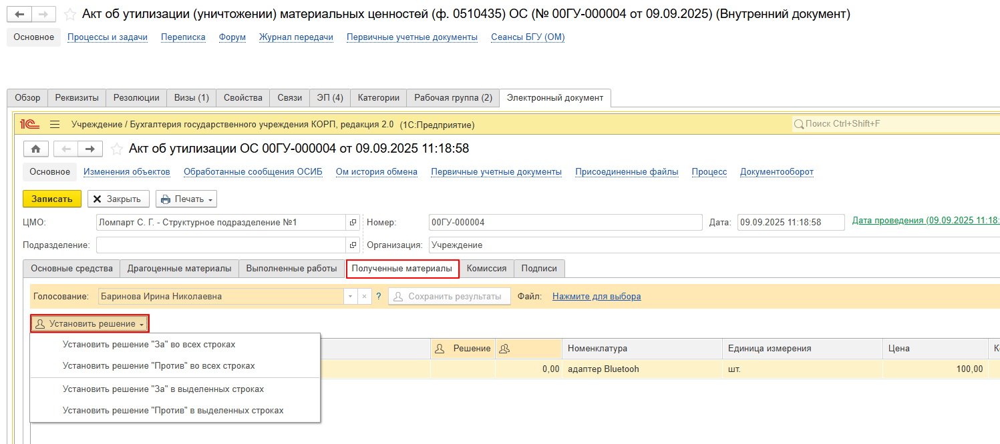 Акт об утилизации (уничтожении) материальных ценностей (ф. 0510435) ОС (№ 00ГУ-000004 от 09.09.2025) (Внутренний документ)
Основное Процессы и задачи Переписка Форум Журнал передачи Первичные учетные документы Сеансы БГУ (ОМ)
Обзор Реквизиты Резолюции Визы (1) Свойства Связи ЭП (4) Категории Рабочая группа (2) Электронный документ
1С Учреждение / Бухгалтерия государственного учреждения КОРП, редакция 2.0 (1С:Предприятие) Поиск Ctrl+Shift+F
Акт об утилизации ОС 00ГУ-000004 от 09.09.2025 11:18:58
Основное Изменения объектов Обработанные сообщения ОСИБ Ом история обмена Первичные учетные документы Присоединенные файлы Процесс Документооборот
Записать Закрыть Печать
ЦМО: Ломпарт С. Г. - Структурное подразделение №1 Номер: 00ГУ-000004 Дата: 09.09.2025 11:18:58 Дата проведения (09.09.2025 11:18:
Подразделение: Организация: Учреждение
Основные средства Драгоценные материалы Выполненные работы Полученные материалы Комиссия Подписи
Голосование: Баринова Ирина Николаевна ? Сохранить результаты Файл: Нажмите для выбора
Установить решение
Решение Номенклатура Единица измерения Цена К
0,00 адаптер Bluetooh шт. 100,00
Установить решение "За" во всех строках
Установить решение "Против" во всех строках
Установить решение "За" в выделенных строках
Установить решение "Против" в выделенных строках